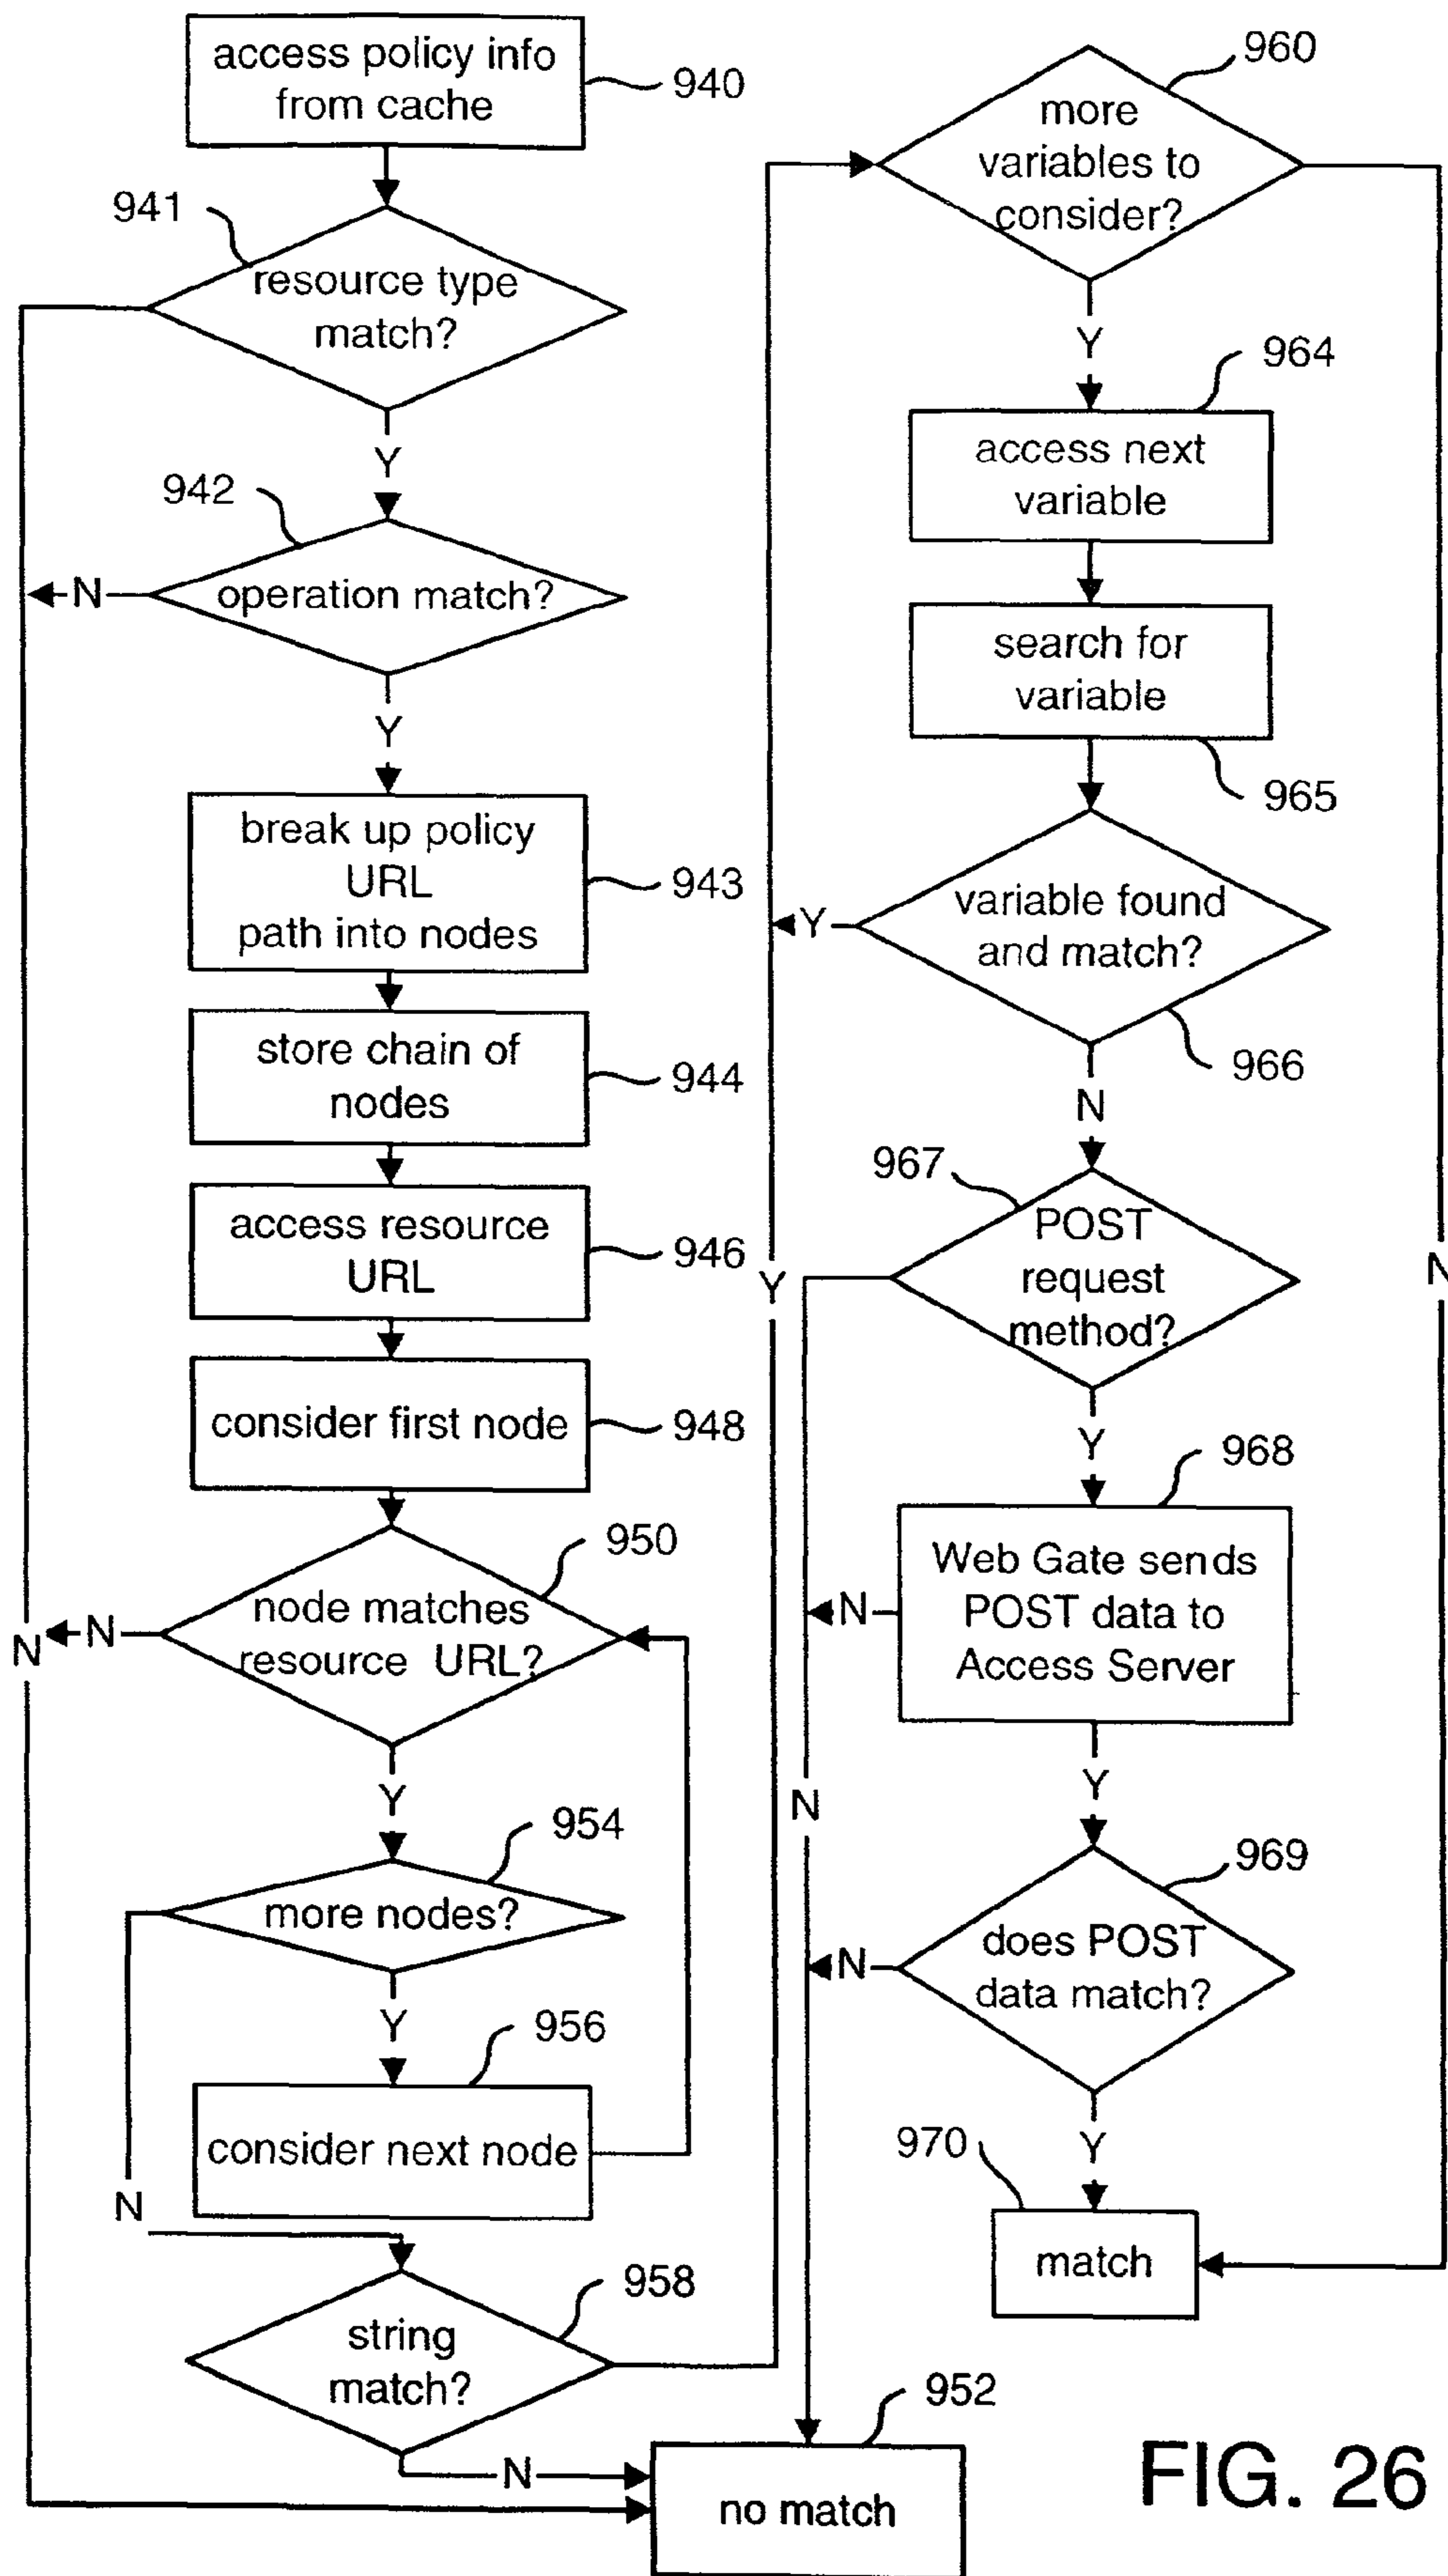 access policy info
from cache
940
941
resource type
match?
Y
942
operation match?
N
Y
break up policy
URL
path into nodes
943
store chain of
nodes
944
access resource
URL
946
consider first node
948
950
node matches
resource URL?
N
N
Y
954
more nodes?
Y
956
consider next node
N
958
string
match?
N
Y
960
more
variables to
consider?
Y
N
964
access next
variable
search for
variable
965
variable found
and match?
Y
966
N
967
POST
request
method?
Y
968
Web Gate sends
POST data to
Access Server
N
Y
N
969
does POST
data match?
N
Y
970
match
952
no match
FIG. 26